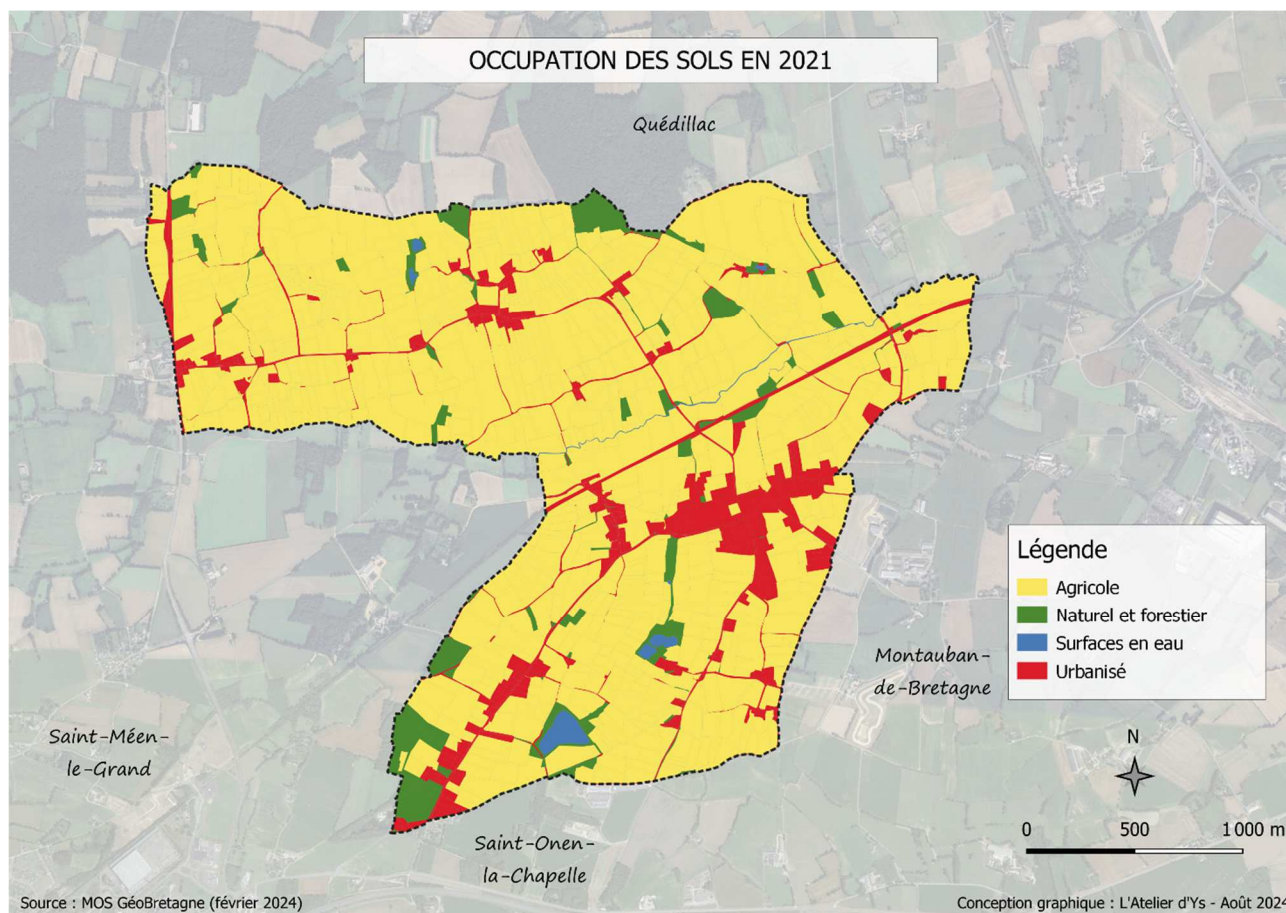 OCCUPATION DES SOLS EN 2021
Quédillac
Légende
Agricole
Naturel et forestier
Surfaces en eau
Urbanisé
Montauban-
de-Bretagne
Saint-Méen-
le-Grand
N
Saint-Onen-
la-Chapelle
0 500 1 000 m
Source : MOS GéoBretagne (février 2024)
Conception graphique : L'Atelier d'Ys - Août 2024